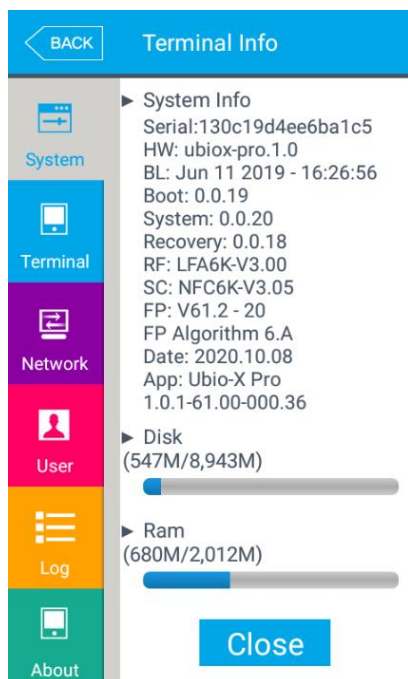 BACK
Terminal Info
System
Terminal
Network
User
Log
About
► System Info
Serial:130c19d4ee6ba1c5
HW: ubiox-pro.1.0
BL: Jun 11 2019 - 16:26:56
Boot: 0.0.19
System: 0.0.20
Recovery: 0.0.18
RF: LFA6K-V3.00
SC: NFC6K-V3.05
FP: V61.2 - 20
FP Algorithm 6.A
Date: 2020.10.08
App: Ubio-X Pro
1.0.1-61.00-000.36
► Disk
(547M/8,943M)
► Ram
(680M/2,012M)
Close